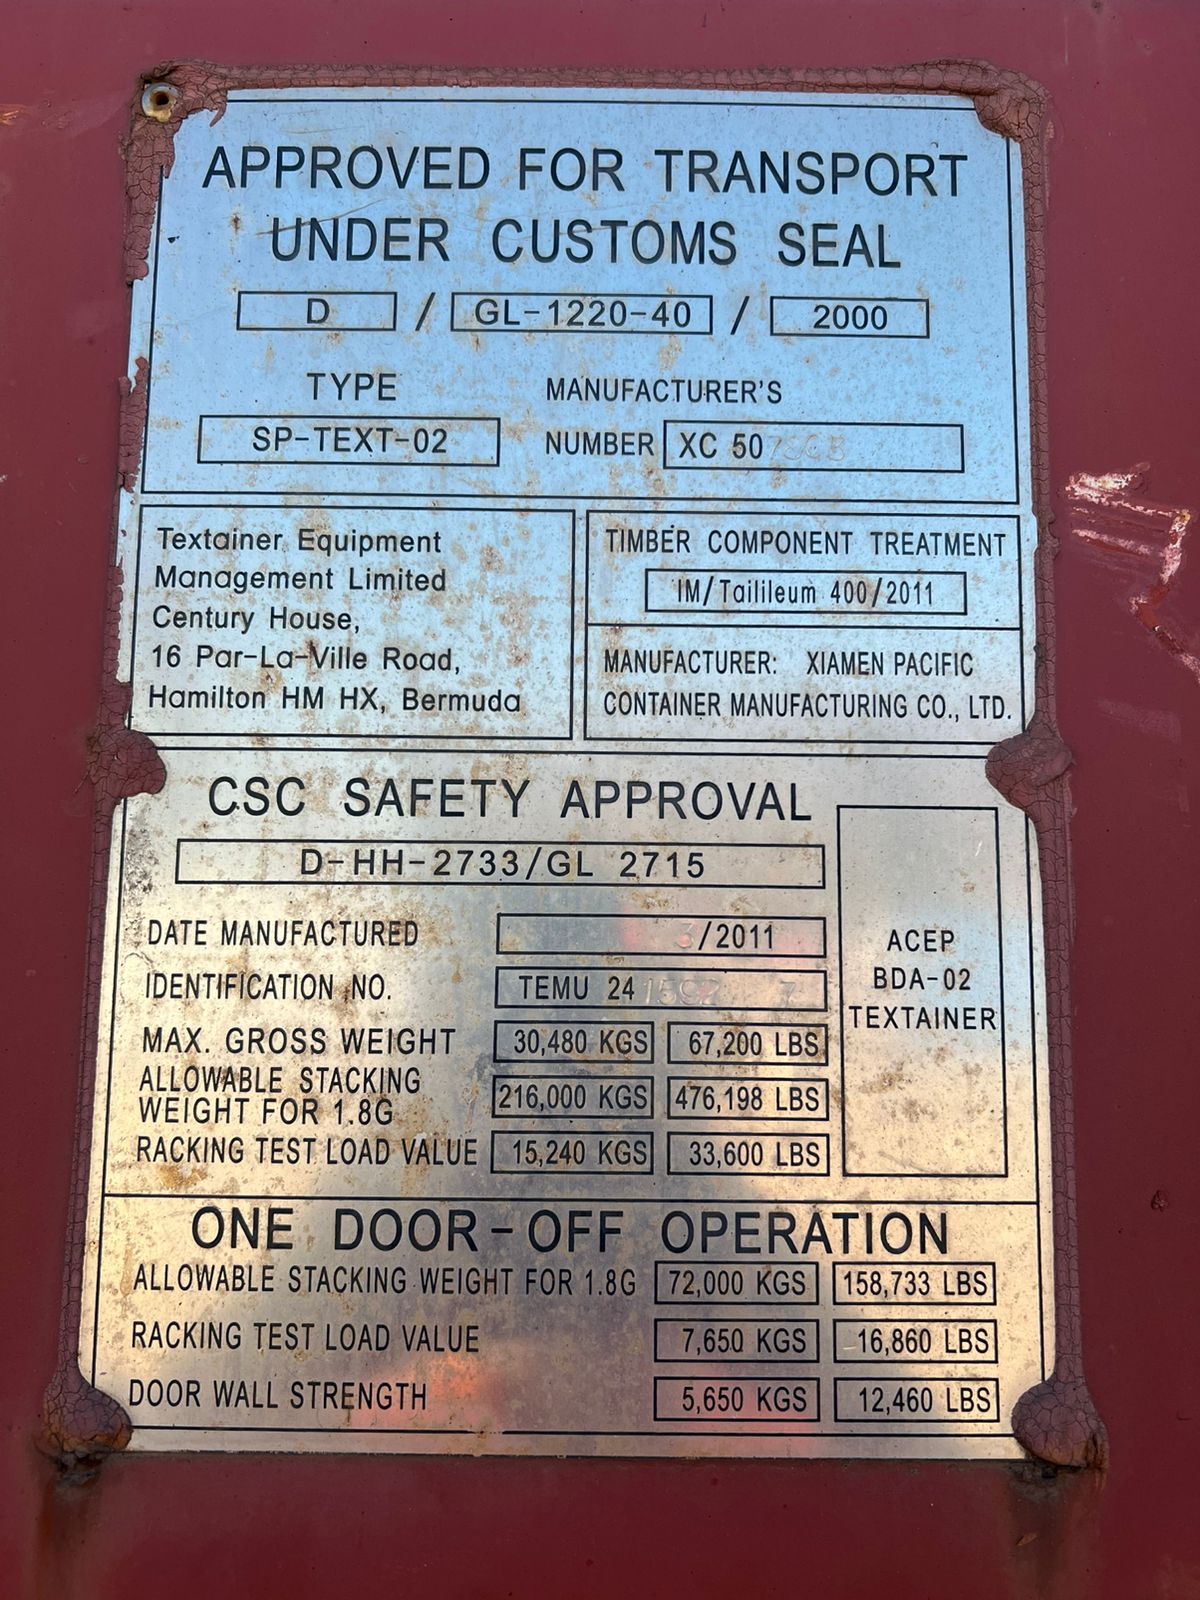 APPROVED FOR TRANSPORT
UNDER CUSTOMS SEAL
D / GL-1220-40 / 2000
TYPE MANUFACTURER'S
SP-TEXT-02 NUMBER XC 50
Textainer Equipment
Management Limited
Century House,
16 Par-La-Ville Road,
Hamilton HM HX, Bermuda
TIMBER COMPONENT TREATMENT
IM/Tailileum 400/2011
MANUFACTURER: XIAMEN PACIFIC
CONTAINER MANUFACTURING CO., LTD.
CSC SAFETY APPROVAL
D-HH-2733/GL 2715
DATE MANUFACTURED 3/2011
IDENTIFICATION NO. TEMU 24
MAX. GROSS WEIGHT 30,480 KGS 67,200 LBS
ALLOWABLE STACKING
WEIGHT FOR 1.8G 216,000 KGS 476,198 LBS
RACKING TEST LOAD VALUE 15,240 KGS 33,600 LBS
ACEP
BDA-02
TEXTAINER
ONE DOOR-OFF OPERATION
ALLOWABLE STACKING WEIGHT FOR 1.8G 72,000 KGS 158,733 LBS
RACKING TEST LOAD VALUE 7,650 KGS 16,860 LBS
DOOR WALL STRENGTH 5,650 KGS 12,460 LBS